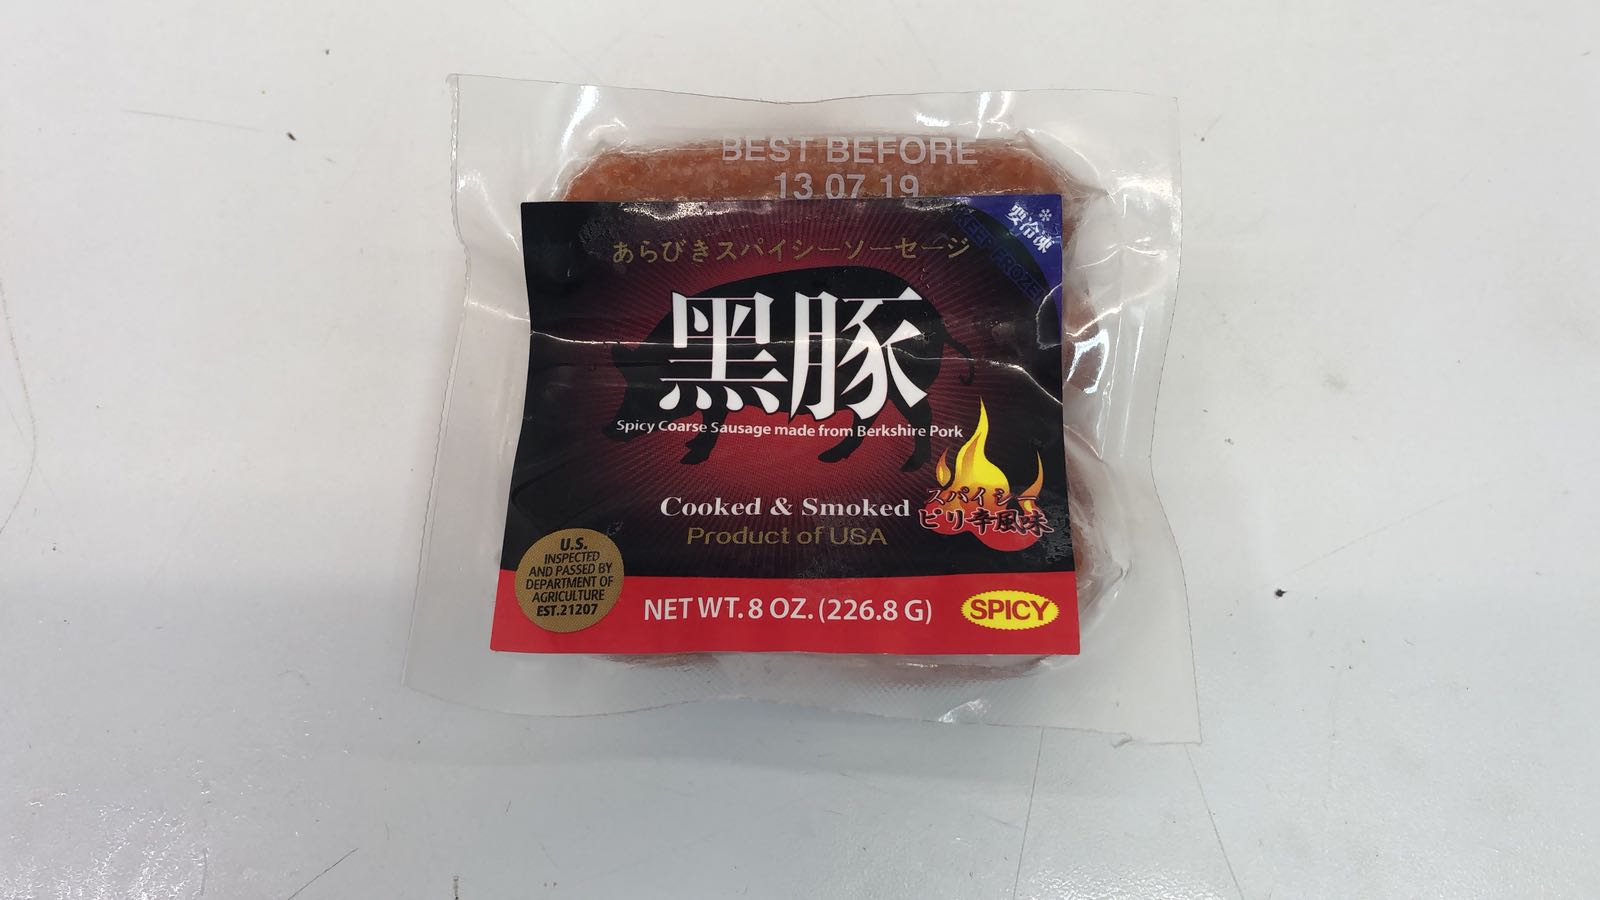 BEST BEFORE
13 07 19
あらびきスパイシーソーセージ
要冷凍
KEEP FROZEN
黒豚
Spicy Coarse Sausage made from Berkshire Pork
スパイシー
ピリ辛風味
Cooked & Smoked
Product of USA
U.S.
INSPECTED
AND PASSED BY
DEPARTMENT OF
AGRICULTURE
EST.21207
NET WT. 8 OZ. (226.8 G)
SPICY